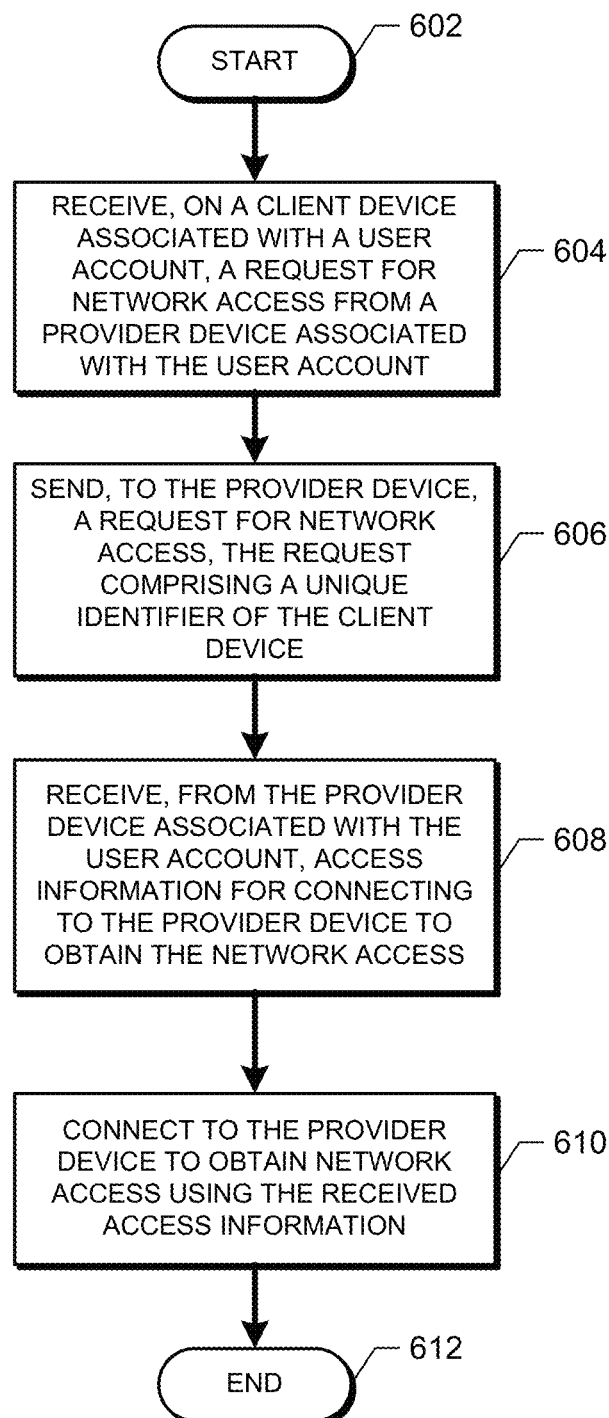 START
602
RECEIVE, ON A CLIENT DEVICE
ASSOCIATED WITH A USER
ACCOUNT, A REQUEST FOR
NETWORK ACCESS FROM A
PROVIDER DEVICE ASSOCIATED
WITH THE USER ACCOUNT
604
SEND, TO THE PROVIDER DEVICE,
A REQUEST FOR NETWORK
ACCESS, THE REQUEST
COMPRISING A UNIQUE
IDENTIFIER OF THE CLIENT
DEVICE
606
RECEIVE, FROM THE PROVIDER
DEVICE ASSOCIATED WITH THE
USER ACCOUNT, ACCESS
INFORMATION FOR CONNECTING
TO THE PROVIDER DEVICE TO
OBTAIN THE NETWORK ACCESS
608
CONNECT TO THE PROVIDER
DEVICE TO OBTAIN NETWORK
ACCESS USING THE RECEIVED
ACCESS INFORMATION
610
END
612